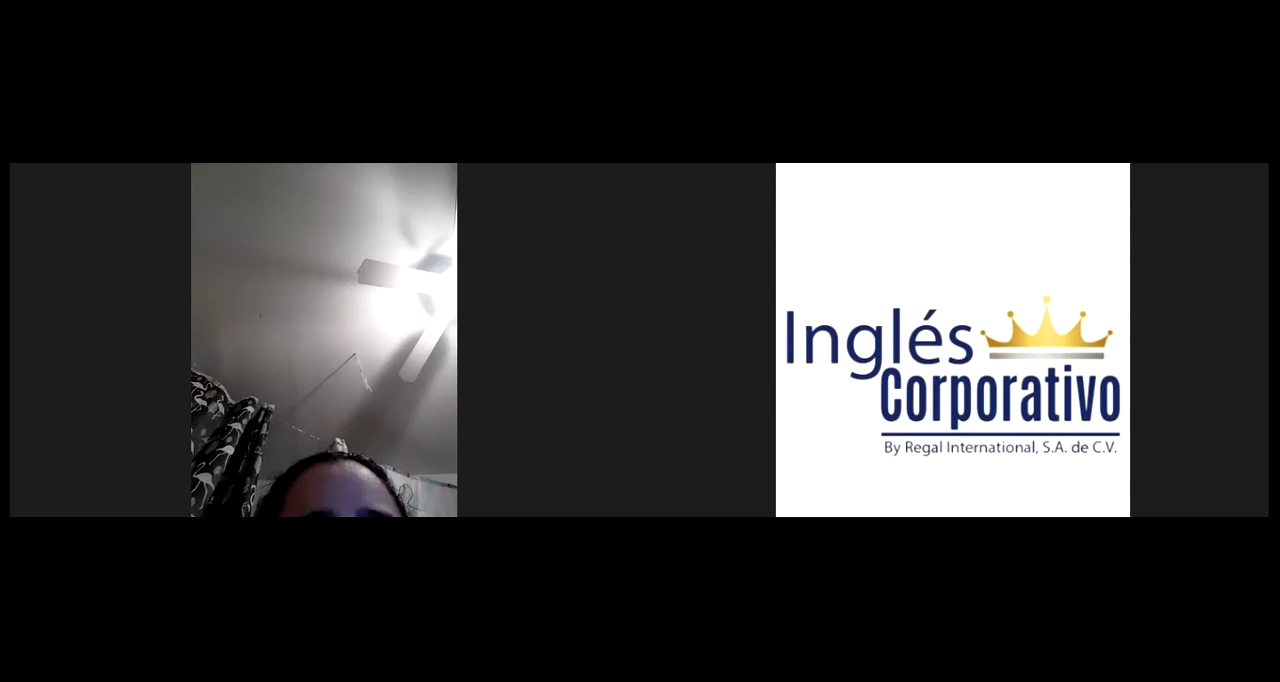 Inglés
Corporativo
By Regal International, S.A. de C.V.